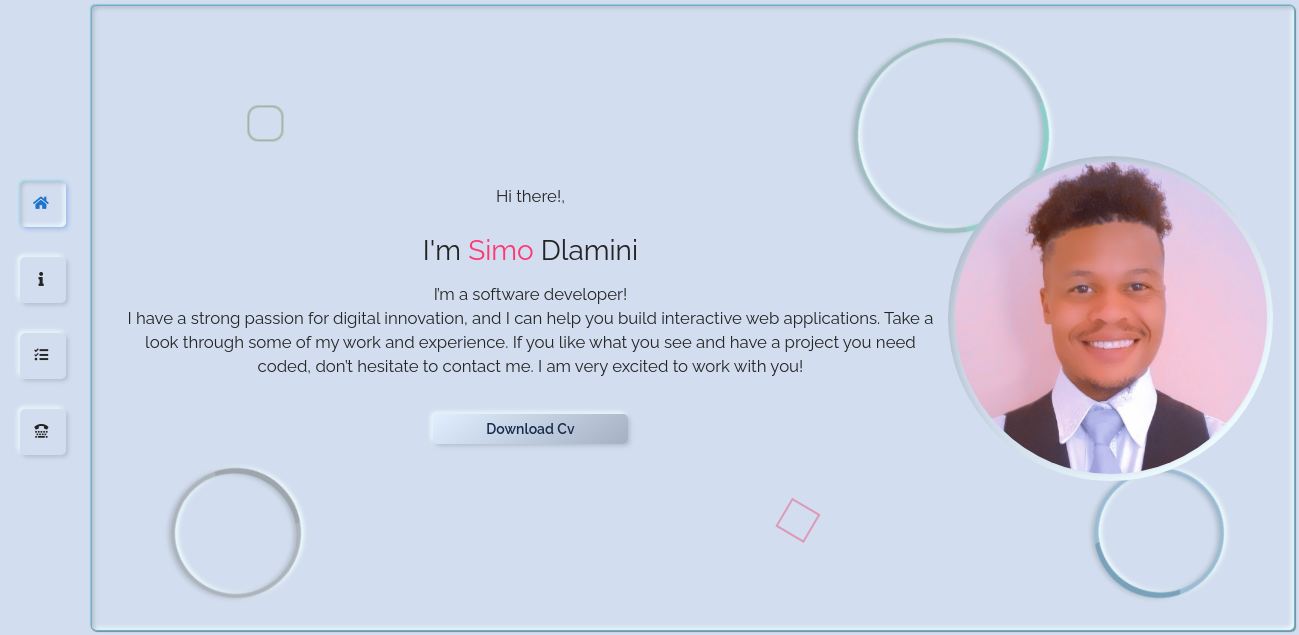 Hi there!,
I'm Simo Dlamini
I’m a software developer!
I have a strong passion for digital innovation, and I can help you build interactive web applications. Take a
look through some of my work and experience. If you like what you see and have a project you need
coded, don’t hesitate to contact me. I am very excited to work with you!
Download Cv